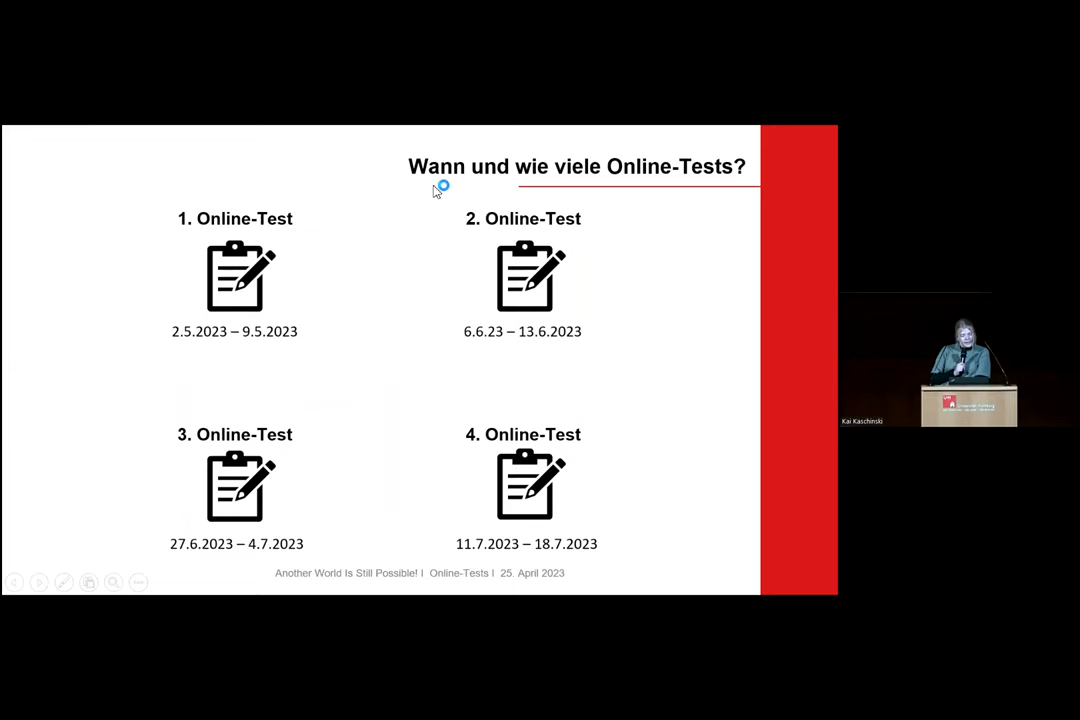 Wann und wie viele Online-Tests?
1. Online-Test
2. Online-Test
2.5.2023 – 9.5.2023
6.6.23 – 13.6.2023
3. Online-Test
4. Online-Test
27.6.2023 – 4.7.2023
11.7.2023 – 18.7.2023
Another World Is Still Possible! I Online-Tests I 25. April 2023
Kai Kaschinski